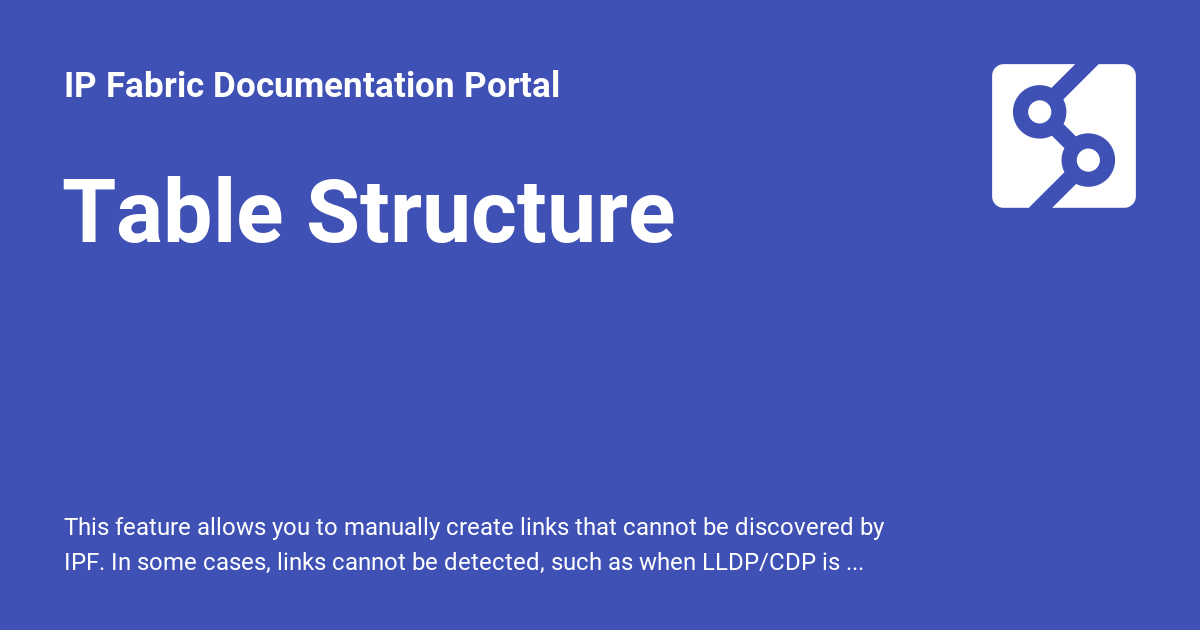 IP Fabric Documentation Portal
Table Structure
This feature allows you to manually create links that cannot be discovered by
IPF. In some cases, links cannot be detected, such as when LLDP/CDP is ...